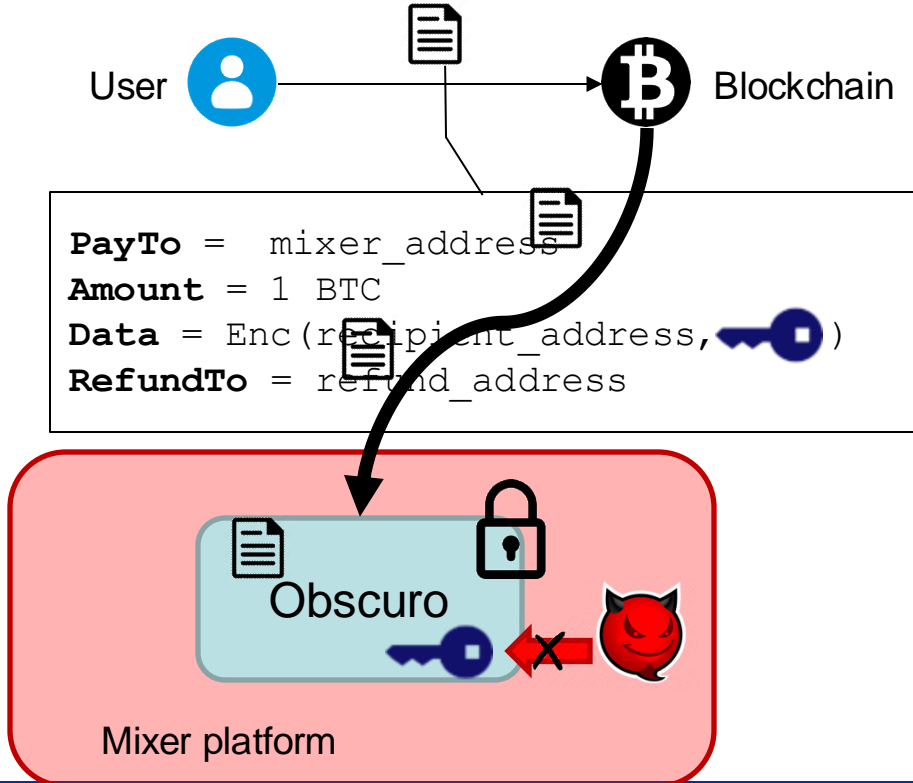 User
Blockchain
PayTo = mixer_address
Amount = 1 BTC
Data = Enc(recipient_address, )
RefundTo = refund_address
Obscuro
Mixer platform